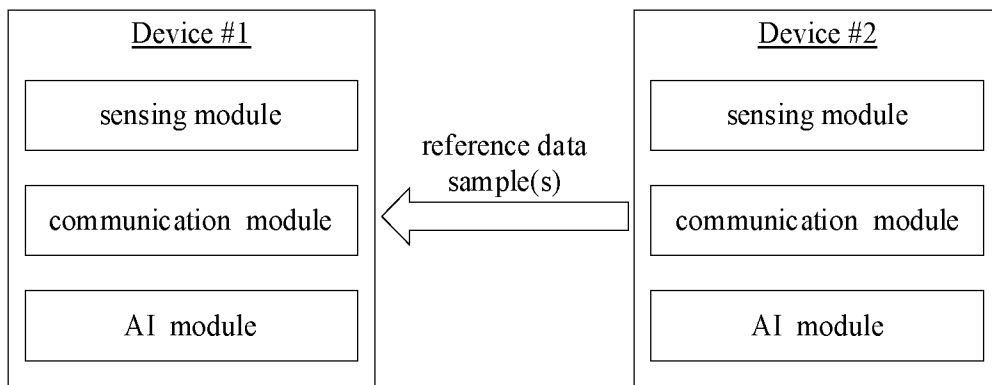 Device #1
sensing module
communication module
AI module
reference data
sample(s)
Device #2
sensing module
communication module
AI module